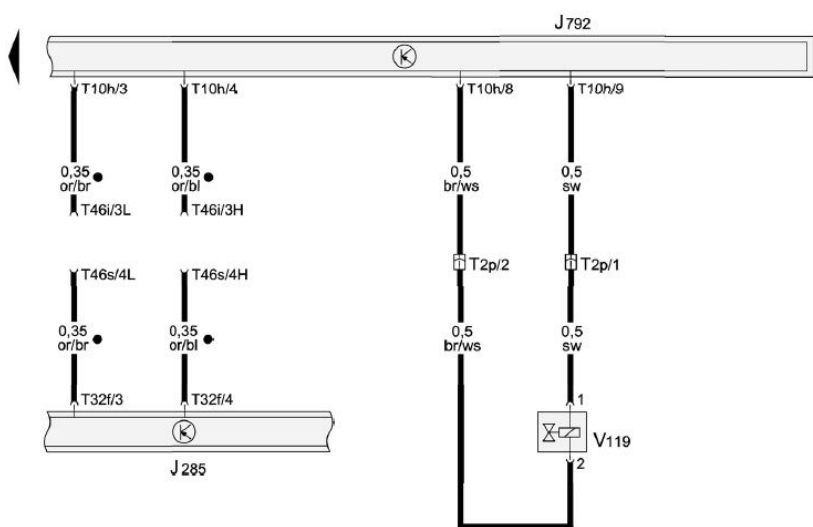 J792
T10h/3
T10h/4
T10h/8
T10h/9
0,35
or/br
0,35
or/bl
0,5
br/ws
0,5
sw
T46i/3L
T46i/3H
T2p/2
T2p/1
T46s/4L
T46s/4H
0,35
or/br
0,35
or/bl
0,5
br/ws
0,5
sw
T32f/3
T32f/4
1
V119
2
J285